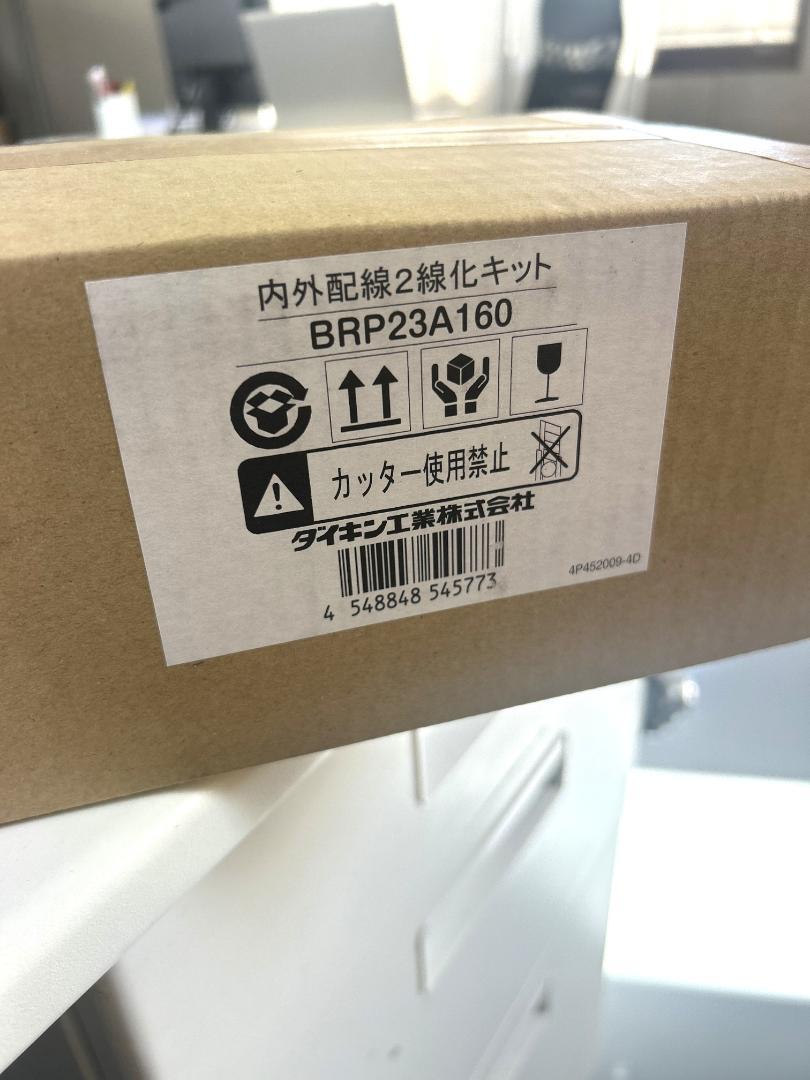 内外配線2線化キット
BRP23A160
カッター使用禁止
ダイキン工業株式会社
4 548848 545773
4P452009-4D